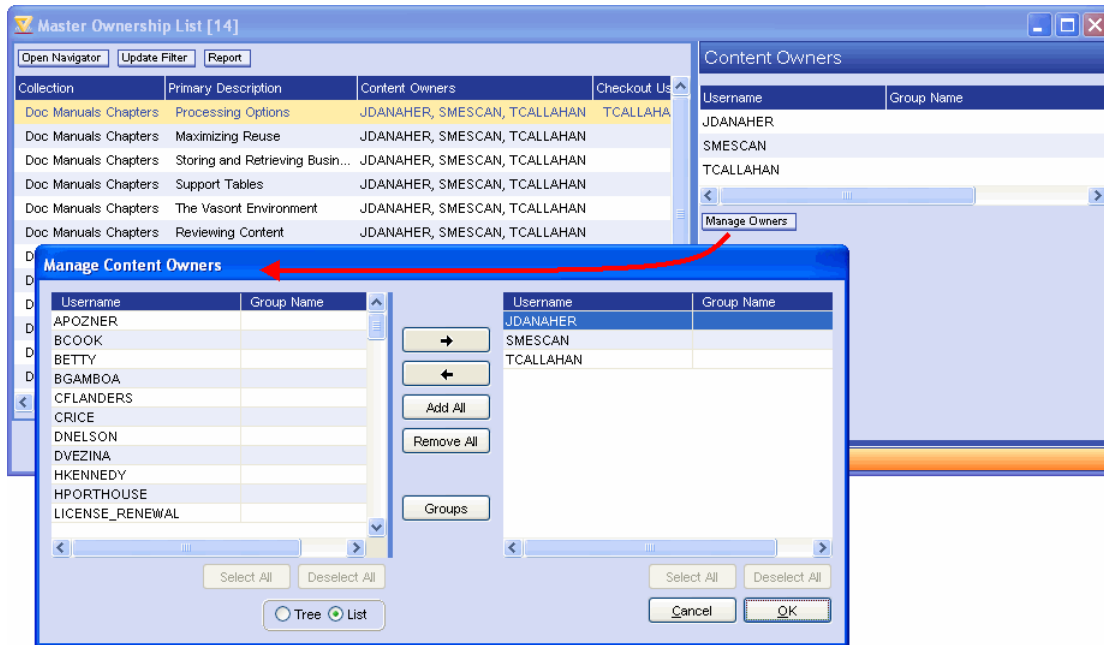 Master Ownership List [14]
Open Navigator Update Filter Report
Collection Primary Description Content Owners Checkout Us
Doc Manuals Chapters Processing Options JDANAHER, SMESCAN, TCALLAHAN TCALLAHA
Doc Manuals Chapters Maximizing Reuse JDANAHER, SMESCAN, TCALLAHAN
Doc Manuals Chapters Storing and Retrieving Busin... JDANAHER, SMESCAN, TCALLAHAN
Doc Manuals Chapters Support Tables JDANAHER, SMESCAN, TCALLAHAN
Doc Manuals Chapters The Vasont Environment JDANAHER, SMESCAN, TCALLAHAN
Doc Manuals Chapters Reviewing Content JDANAHER, SMESCAN, TCALLAHAN
D
D
D
D
D
D
Content Owners
Username Group Name
JDANAHER
SMESCAN
TCALLAHAN
Manage Owners
Manage Content Owners
Username Group Name
APOZNER
BCOOK
BETTY
BGAMBOA
CFLANDERS
CRICE
DNELSON
DVEZINA
HKENNEDY
HPORTHOUSE
LICENSE_RENEWAL
Select All Deselect All
Tree List
Add All
Remove All
Groups
Username Group Name
JDANAHER
SMESCAN
TCALLAHAN
Select All Deselect All
Cancel OK